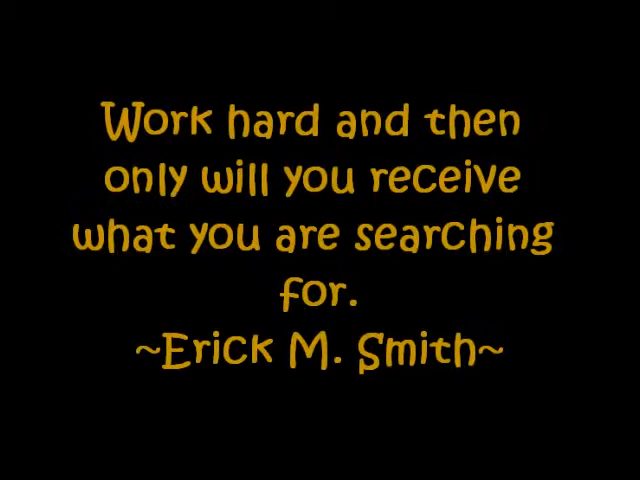 Work hard and then
only will you receive
what you are searching
for.
~Erick M. Smith~